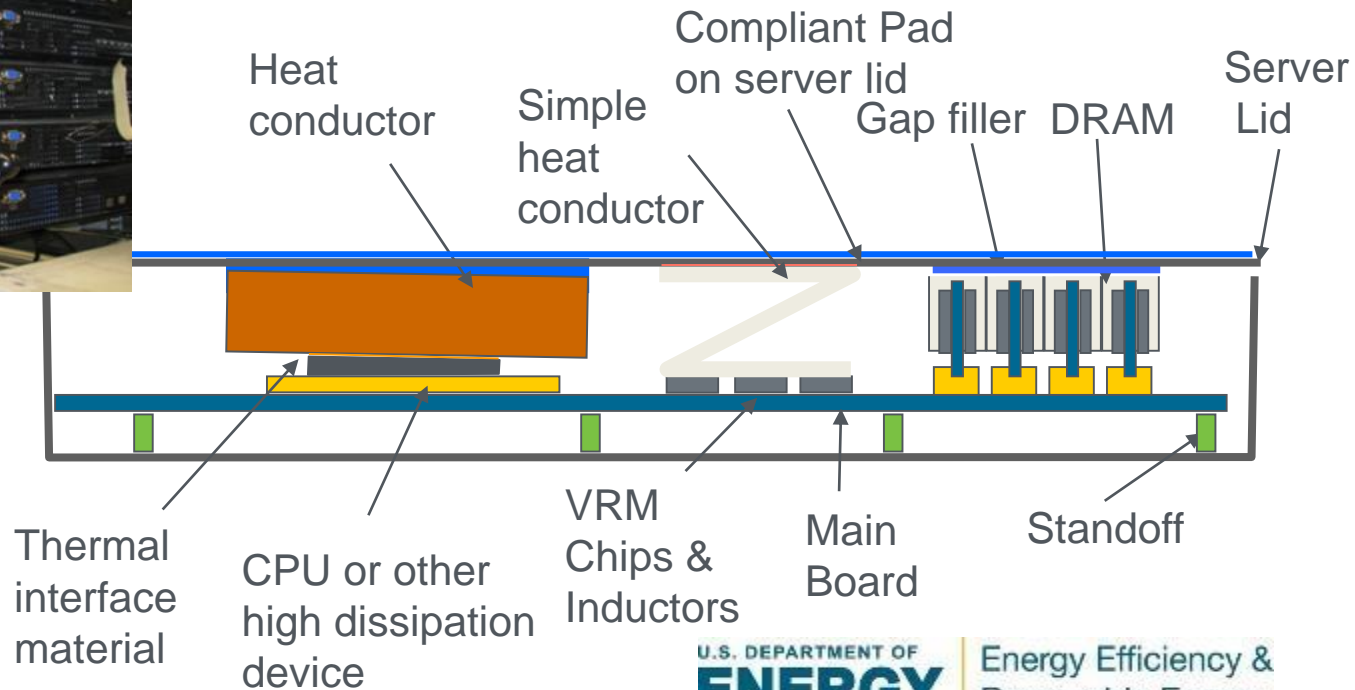 Heat
conductor
Simple
heat
conductor
Compliant Pad
on server lid
Gap filler
DRAM
Server
Lid
Thermal
interface
material
CPU or other
high dissipation
device
VRM
Chips &
Inductors
Main
Board
Standoff
U.S. DEPARTMENT OF
ENERGY
Energy Efficiency &